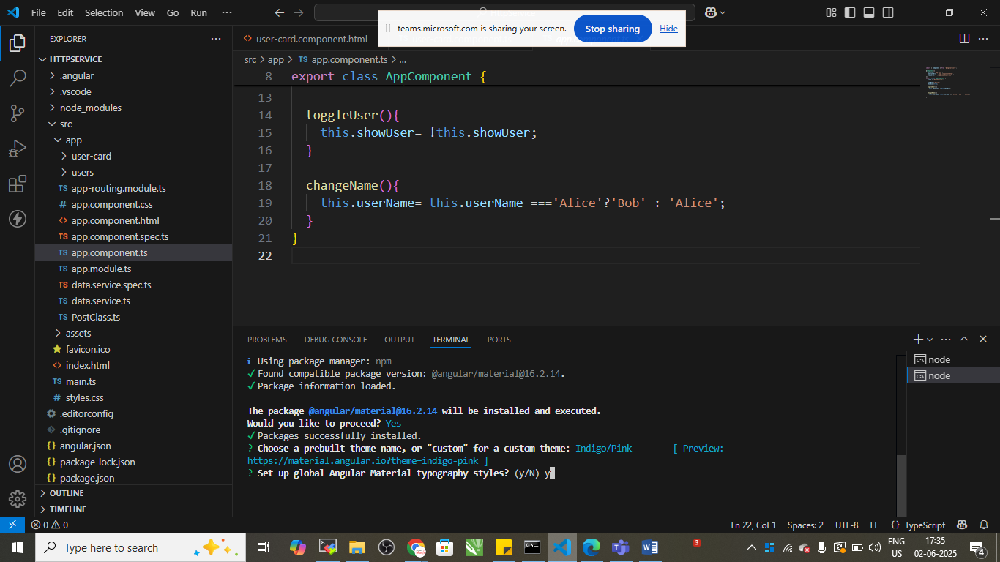 File Edit Selection View Go Run ···
HttpService
teams.microsoft.com is sharing your screen. Stop sharing Hide
EXPLORER ···
HTTPSERVICE
.angular
.vscode
node_modules
src
app
user-card
users
TS app-routing.module.ts
# app.component.css
<> app.component.html
TS app.component.spec.ts
TS app.component.ts
TS app.module.ts
TS data.service.spec.ts
TS data.service.ts
TS PostClass.ts
assets
favicon.ico
<> index.html
TS main.ts
# styles.css
.editorconfig
.gitignore
{} angular.json
{} package-lock.json
{} package.json
OUTLINE
TIMELINE
<> user-card.component.html
src > app > TS app.component.ts > ...
8 export class AppComponent {
13
14 toggleUser(){
15 this.showUser= !this.showUser;
16 }
17
18 changeName(){
19 this.userName= this.userName ==='Alice'?'Bob' : 'Alice';
20 }
21 }
22
PROBLEMS DEBUG CONSOLE OUTPUT TERMINAL PORTS
node
node
i Using package manager: npm
✓ Found compatible package version: @angular/material@16.2.14.
✓ Package information loaded.
The package @angular/material@16.2.14 will be installed and executed.
Would you like to proceed? Yes
✓ Packages successfully installed.
? Choose a prebuilt theme name, or "custom" for a custom theme: Indigo/Pink [ Preview:
https://material.angular.io?theme=indigo-pink ]
? Set up global Angular Material typography styles? (y/N) y
0 0 Ln 22, Col 1 Spaces: 2 UTF-8 LF {} TypeScript
Type here to search
3
ENG
US
17:35
02-06-2025
4